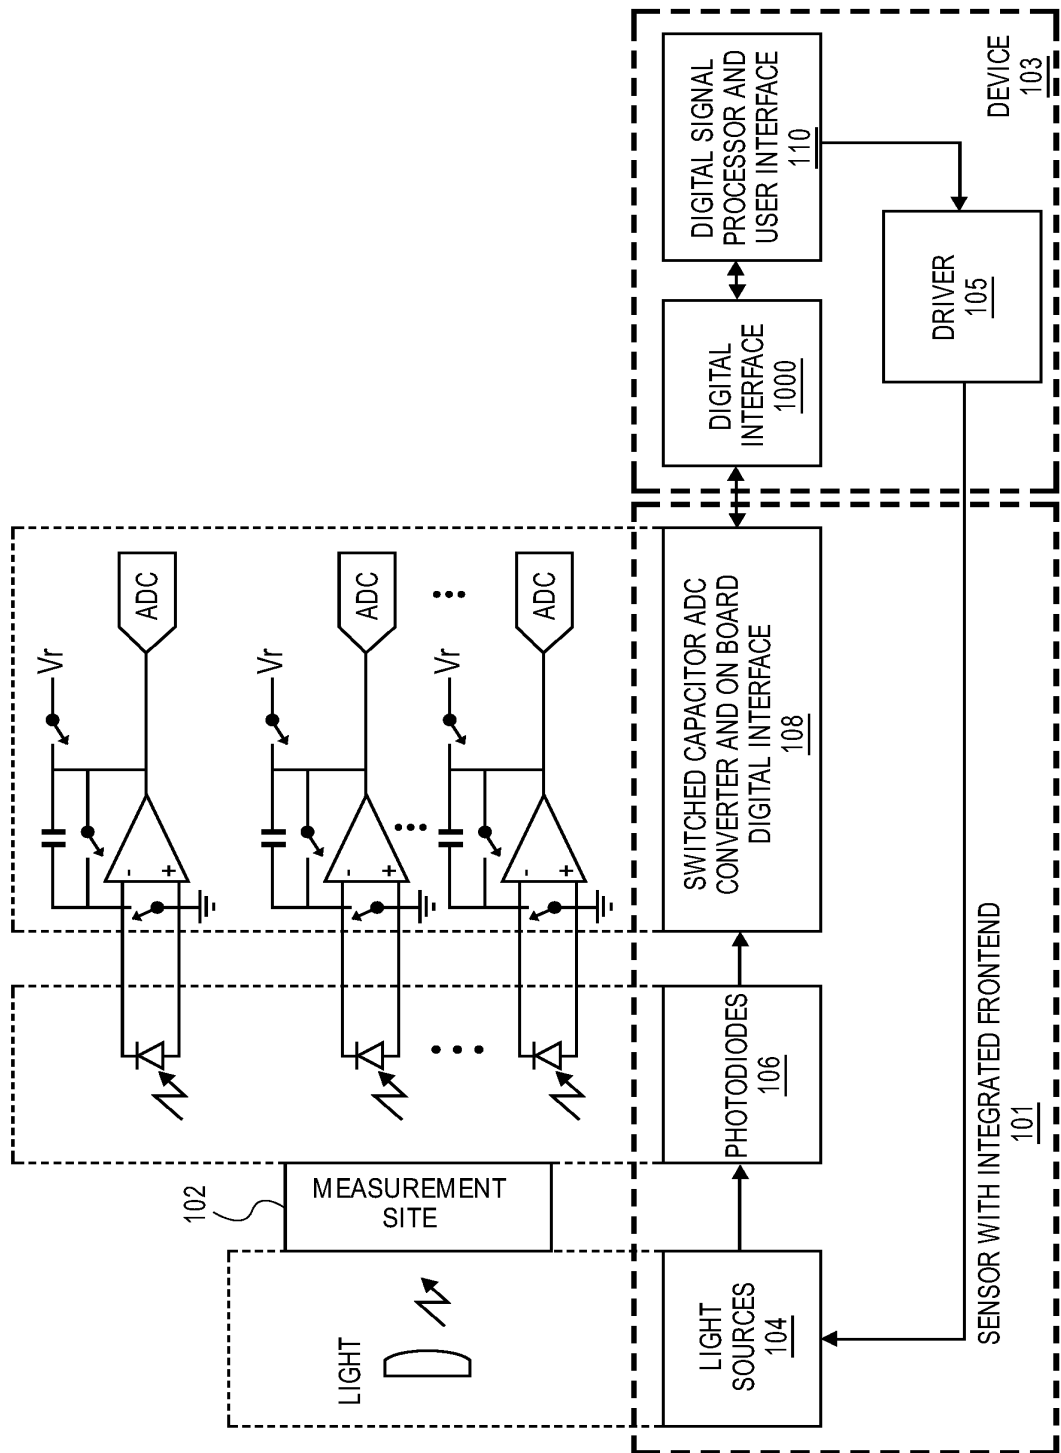 LIGHT
102
MEASUREMENT
SITE
-
+
Vr
ADC
-
+
Vr
ADC
-
+
Vr
ADC
LIGHT
SOURCES
104
PHOTODIODES
106
SWITCHED CAPACITOR ADC
CONVERTER AND ON BOARD
DIGITAL INTERFACE
108
DIGITAL
INTERFACE
1000
DIGITAL SIGNAL
PROCESSOR AND
USER INTERFACE
110
DRIVER
105
SENSOR WITH INTEGRATED FRONTEND
101
DEVICE
103